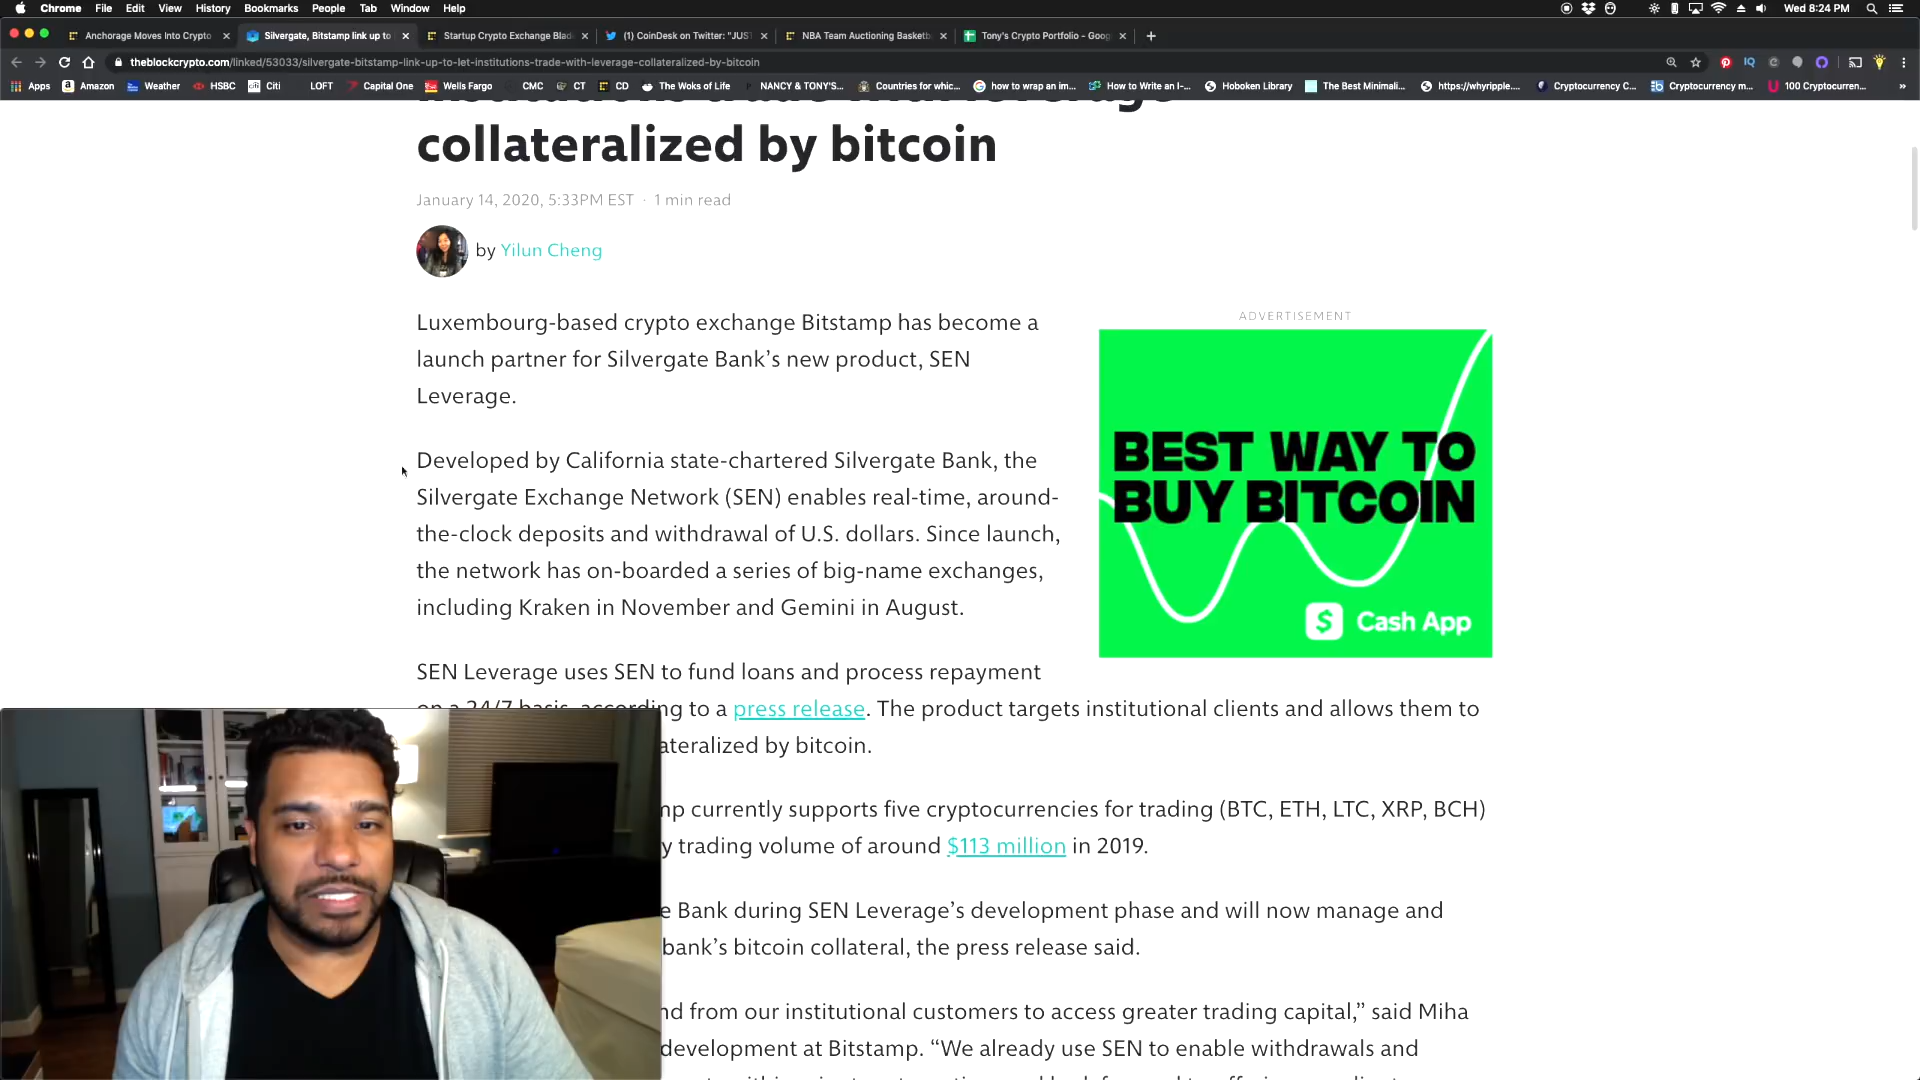 Chrome File Edit View History Bookmarks People Tab Window Help Wed 8:24 PM
Anchorage Moves Into Crypto Silvergate, Bitstamp link up to Startup Crypto Exchange Blad (1) CoinDesk on Twitter: "JUS NBA Team Auctioning Basketb Tony's Crypto Portfolio - Goog
theblockcrypto.com/linked/53033/silvergate-bitstamp-link-up-to-let-institutions-trade-with-leverage-collateralized-by-bitcoin
Apps Amazon Weather HSBC Citi LOFT Capital One Wells Fargo CMC CT CD The Woks of Life NANCY & TONY'S... Countries for whic... how to wrap an im... How to Write an I-... Hoboken Library The Best Minimali... https://whyripple.... Cryptocurrency C... Cryptocurrency m... 100 Cryptocurren... »
institutions trade with leverage
collateralized by bitcoin
January 14, 2020, 5:33PM EST · 1 min read
by Yilun Cheng
Luxembourg-based crypto exchange Bitstamp has become a
launch partner for Silvergate Bank’s new product, SEN
Leverage.
Developed by California state-chartered Silvergate Bank, the
Silvergate Exchange Network (SEN) enables real-time, around-
the-clock deposits and withdrawal of U.S. dollars. Since launch,
the network has on-boarded a series of big-name exchanges,
including Kraken in November and Gemini in August.
ADVERTISEMENT
BEST WAY TO
BUY BITCOIN
$ Cash App
SEN Leverage uses SEN to fund loans and process repayment
on a 24/7 basis, according to a press release. The product targets institutional clients and allows them to
ateralized by bitcoin.
mp currently supports five cryptocurrencies for trading (BTC, ETH, LTC, XRP, BCH)
y trading volume of around $113 million in 2019.
e Bank during SEN Leverage’s development phase and will now manage and
bank’s bitcoin collateral, the press release said.
nd from our institutional customers to access greater trading capital,” said Miha
development at Bitstamp. “We already use SEN to enable withdrawals and